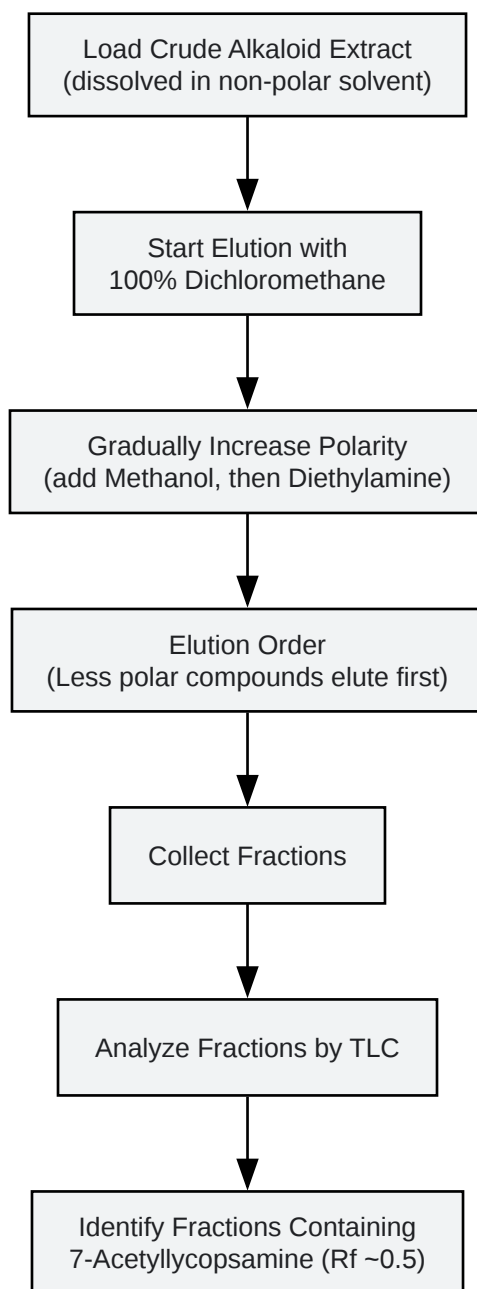 Load Crude Alkaloid Extract
(dissolved in non-polar solvent)
Start Elution with
100% Dichloromethane
Gradually Increase Polarity
(add Methanol, then Diethylamine)
Elution Order
(Less polar compounds elute first)
Collect Fractions
Analyze Fractions by TLC
Identify Fractions Containing
7-Acetyllycopsamine (Rf ~0.5)